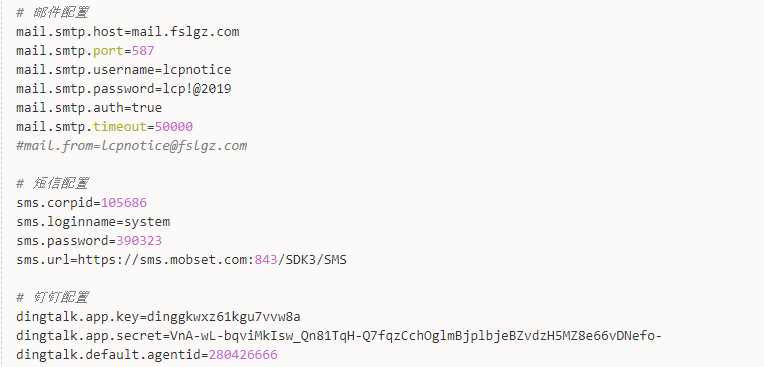 # 邮件配置
mail.smtp.host=mail.fslgz.com
mail.smtp.port=587
mail.smtp.username=lcpnotice
mail.smtp.password=lcp!@2019
mail.smtp.auth=true
mail.smtp.timeout=50000
#mail.from=lcpnotice@fslgz.com
# 短信配置
sms.corpid=105686
sms.loginname=system
sms.password=390323
sms.url=https://sms.mobset.com:843/SDK3/SMS
# 钉钉配置
dingtalk.app.key=dinggkwxz61kgu7vvw8a
dingtalk.app.secret=VnA-wL-bqviMkIsw_Qn81TqH-Q7fqzCchOglmBjplbjeBZvdzH5MZ8e66vDNefo-
dingtalk.default.agentid=280426666